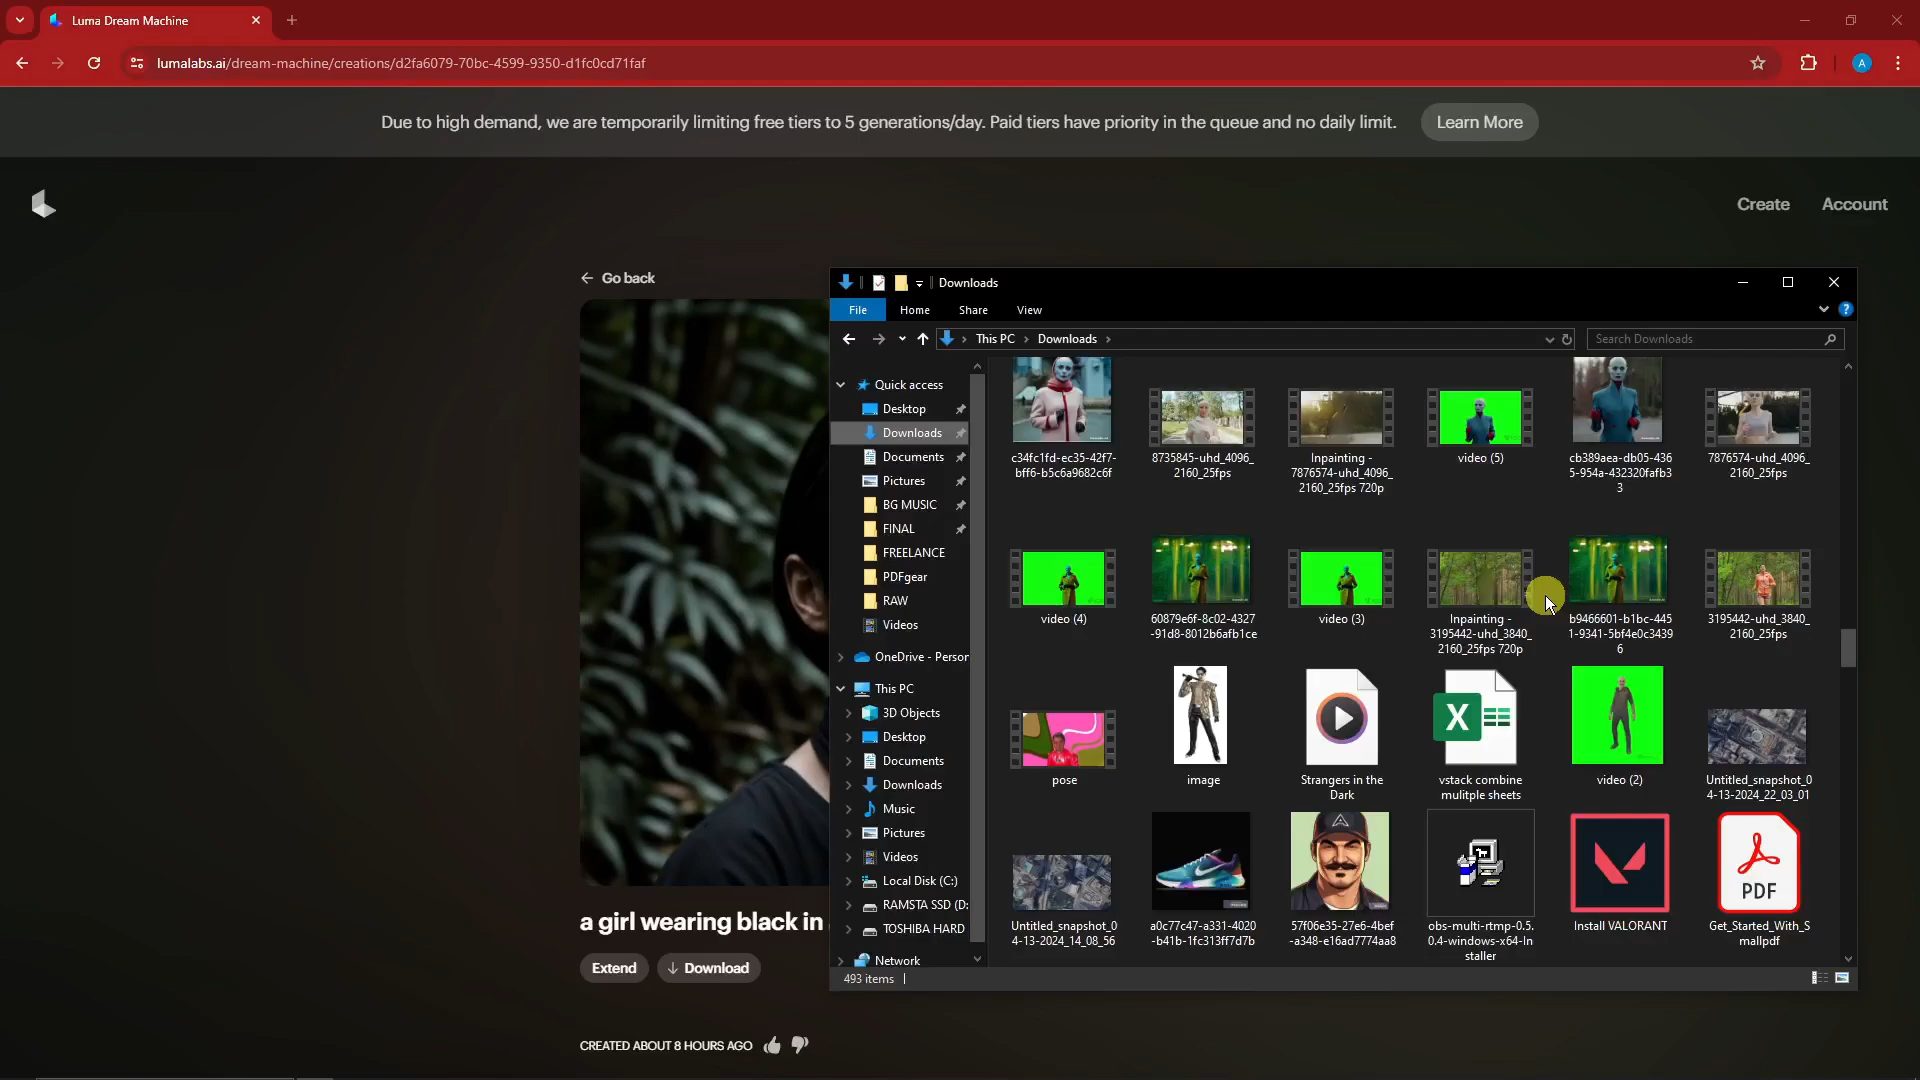 Luma Dream Machine
lumalabs.ai/dream-machine/creations/d2fa6079-70bc-4599-9350-d1fc0cd71faf
A
Due to high demand, we are temporarily limiting free tiers to 5 generations/day. Paid tiers have priority in the queue and no daily limit.
Learn More
Create
Account
Go back
Downloads
File
Home
Share
View
This PC
Downloads
Search Downloads
Quick access
Desktop
Downloads
Documents
Pictures
BG MUSIC
FINAL
FREELANCE
PDFgear
RAW
Videos
OneDrive - Person
This PC
3D Objects
Desktop
Documents
Downloads
Music
Pictures
Videos
Local Disk (C:)
RAMSTA SSD (D:
TOSHIBA HARD
Network
c34fc1fd-ec35-42f7-
bff6-b5c6a9682c6f
8735845-uhd_4096_
2160_25fps
Inpainting -
7876574-uhd_4096_
2160_25fps 720p
video (5)
cb389aea-db05-436
5-954a-432320fafb3
3
7876574-uhd_4096_
2160_25fps
video (4)
60879e6f-8c02-4327
-91d8-8012b6afb1ce
video (3)
Inpainting -
3195442-uhd_3840_
2160_25fps 720p
b9466601-b1bc-445
1-9341-5bf4e0c3439
6
3195442-uhd_3840_
2160_25fps
pose
image
Strangers in the
Dark
X
vstack combine
mulitple sheets
video (2)
Untitled_snapshot_0
4-13-2024_22_03_01
Untitled_snapshot_0
4-13-2024_14_08_56
a0c77c47-a331-4020
-b41b-1fc313ff7d7b
57f06e35-27e6-4bef
-a348-e16ad7774aa8
obs-multi-rtmp-0.5.
0.4-windows-x64-In
staller
Install VALORANT
PDF
Get_Started_With_S
mallpdf
493 items
a girl wearing black in
Extend
Download
CREATED ABOUT 8 HOURS AGO